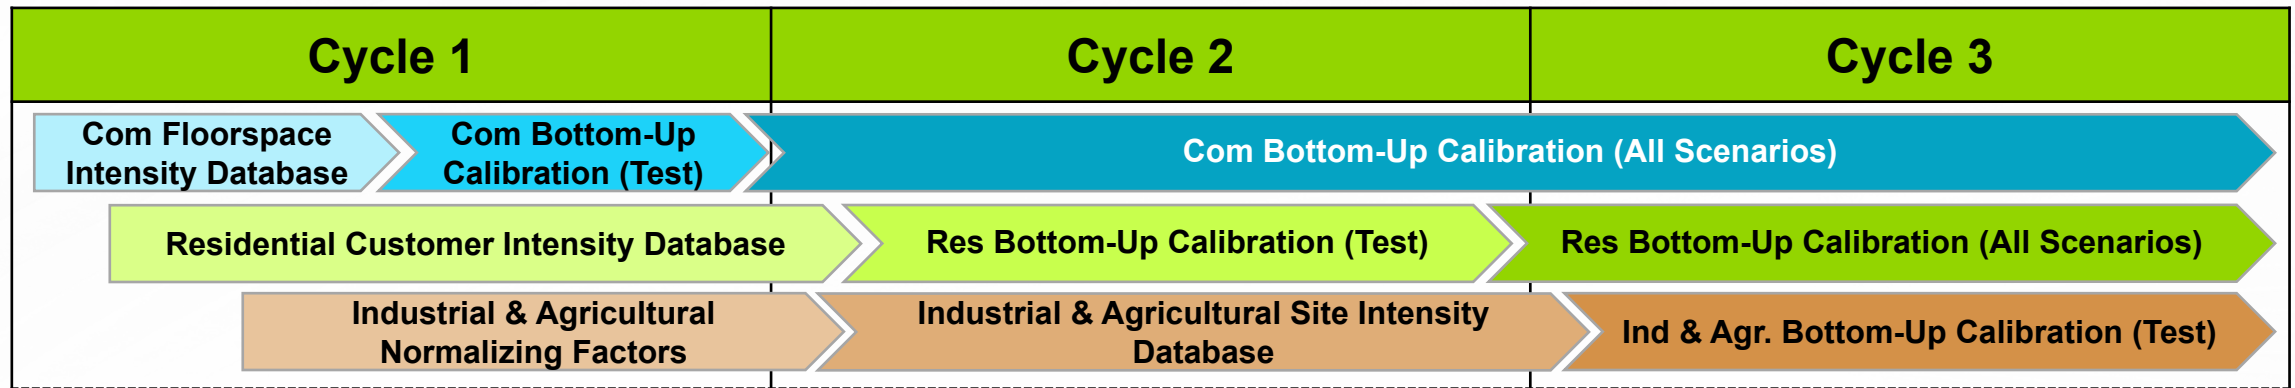 Cycle 1
Cycle 2
Cycle 3
Com Floorspace
Intensity Database
Com Bottom-Up
Calibration (Test)
Com Bottom-Up Calibration (All Scenarios)
Residential Customer Intensity Database
Res Bottom-Up Calibration (Test)
Res Bottom-Up Calibration (All Scenarios)
Industrial & Agricultural
Normalizing Factors
Industrial & Agricultural Site Intensity
Database
Ind & Agr. Bottom-Up Calibration (Test)